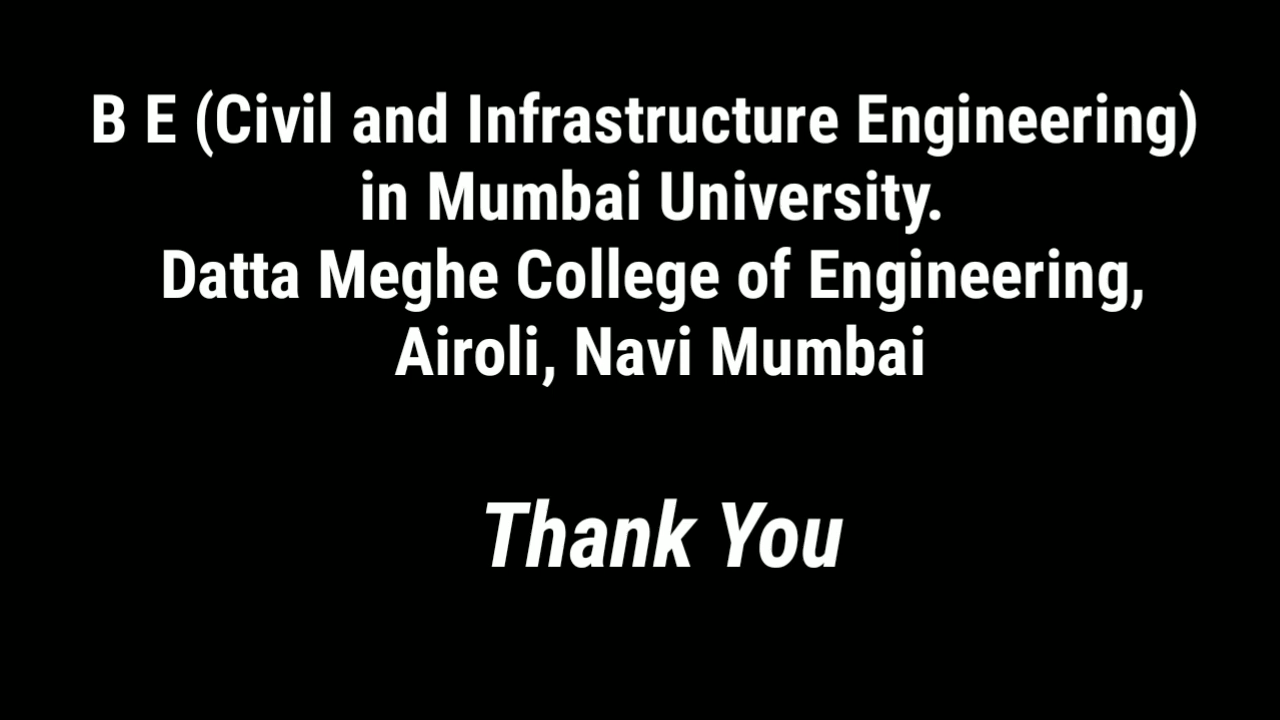 B E (Civil and Infrastructure Engineering)
in Mumbai University.
Datta Meghe College of Engineering,
Airoli, Navi Mumbai
Thank You